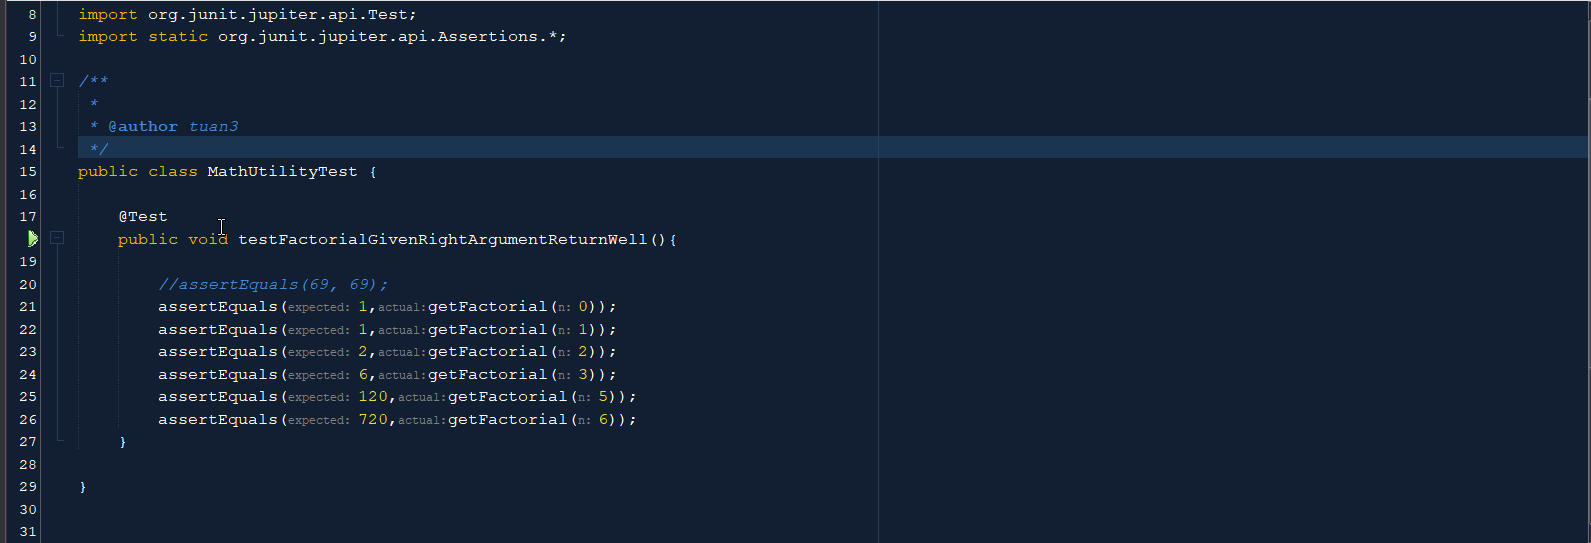 8 import org.junit.jupiter.api.Test;
9 import static org.junit.jupiter.api.Assertions.*;
10
11 /**
12 *
13 * @author tuan3
14 */
15 public class MathUtilityTest {
16
17 @Test
public void testFactorialGivenRightArgumentReturnWell(){
19
20 //assertEquals(69, 69);
21 assertEquals(expected: 1,actual:getFactorial(n: 0));
22 assertEquals(expected: 1,actual:getFactorial(n: 1));
23 assertEquals(expected: 2,actual:getFactorial(n: 2));
24 assertEquals(expected: 6,actual:getFactorial(n: 3));
25 assertEquals(expected: 120,actual:getFactorial(n: 5));
26 assertEquals(expected: 720,actual:getFactorial(n: 6));
27 }
28
29 }
30
31